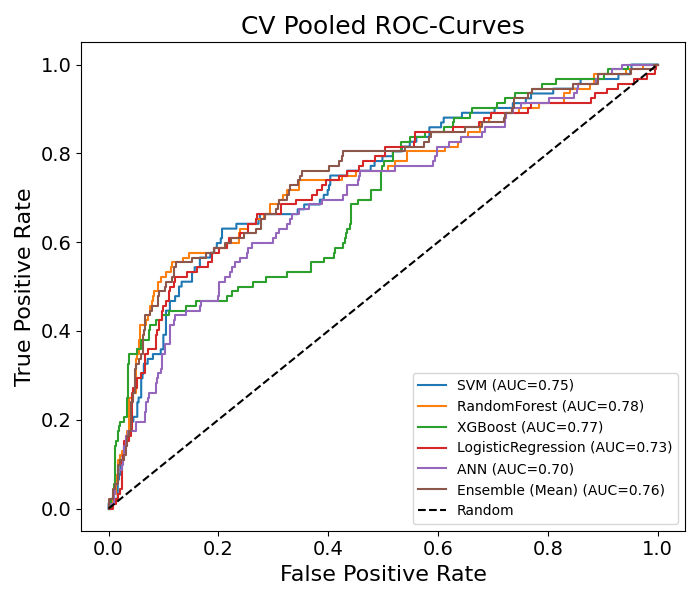 CV Pooled ROC-Curves
True Positive Rate
1.0
0.8
0.6
0.4
0.2
0.0
SVM (AUC=0.75)
RandomForest (AUC=0.78)
XGBoost (AUC=0.77)
LogisticRegression (AUC=0.73)
ANN (AUC=0.70)
Ensemble (Mean) (AUC=0.76)
Random
0.0 0.2 0.4 0.6 0.8 1.0
False Positive Rate